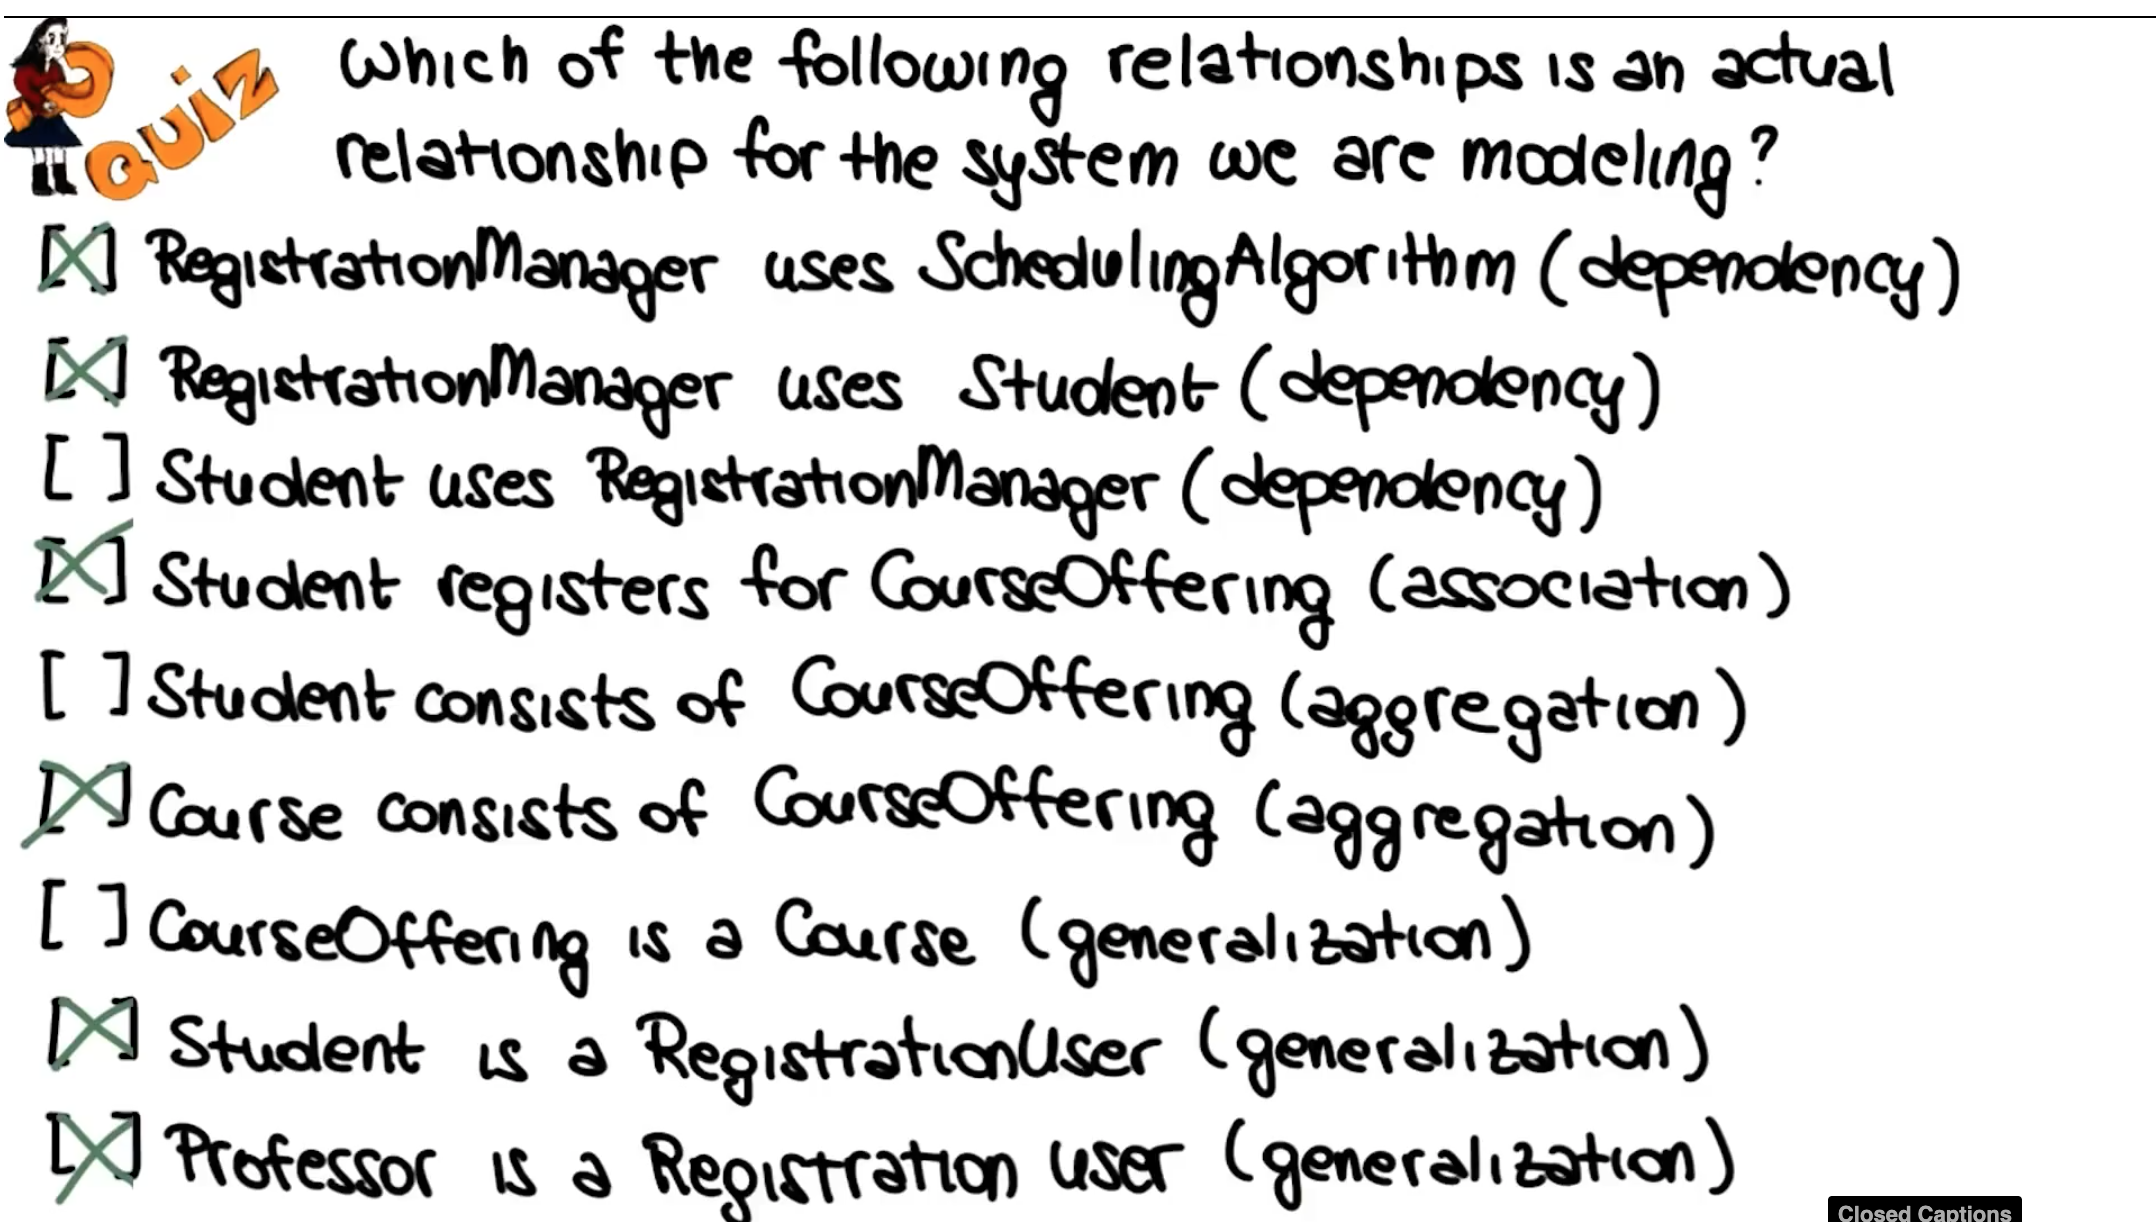 QUIZ
Which of the following relationships is an actual
relationship for the system we are modeling?
[X] RegistrationManager uses SchedulingAlgorithm (dependency)
[X] RegistrationManager uses Student (dependency)
[ ] Student uses RegistrationManager (dependency)
[X] Student registers for CourseOffering (association)
[ ] Student consists of CourseOffering (aggregation)
[X] Course consists of CourseOffering (aggregation)
[ ] CourseOffering is a Course (generalization)
[X] Student is a RegistrationUser (generalization)
[X] Professor is a Registration user (generalization)
Closed Captions